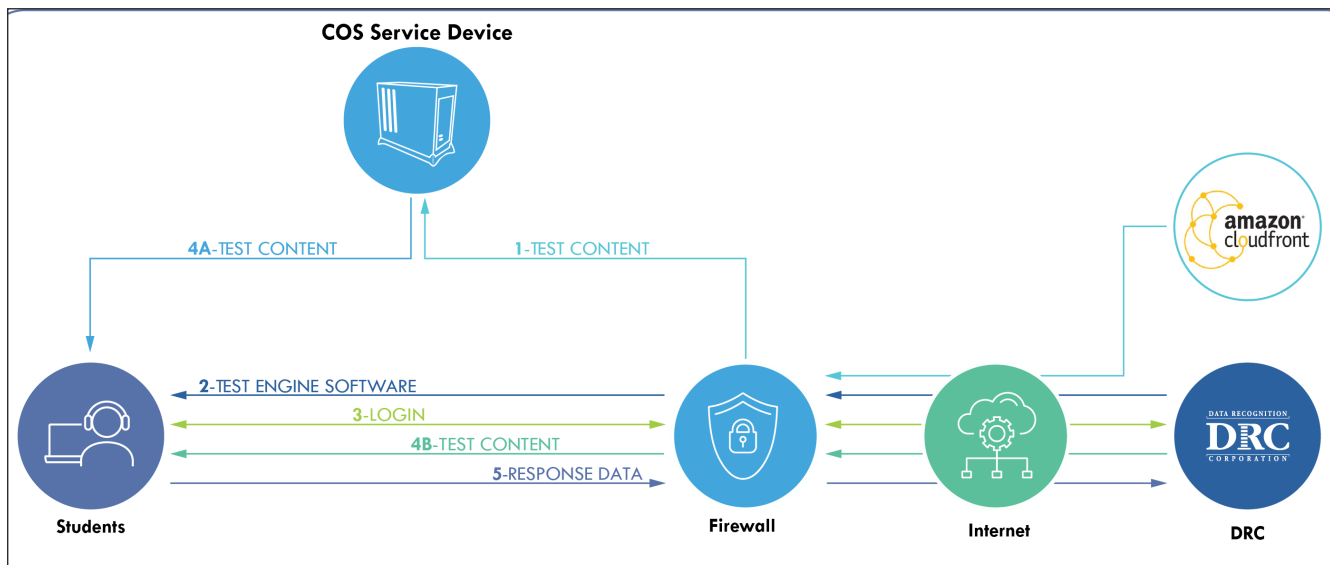 COS Service Device
amazon
cloudfront
4A-TEST CONTENT
1-TEST CONTENT
2-TEST ENGINE SOFTWARE
3-LOGIN
4B-TEST CONTENT
5-RESPONSE DATA
DATA RECOGNITION
DRC
CORPORATION
Students
Firewall
Internet
DRC